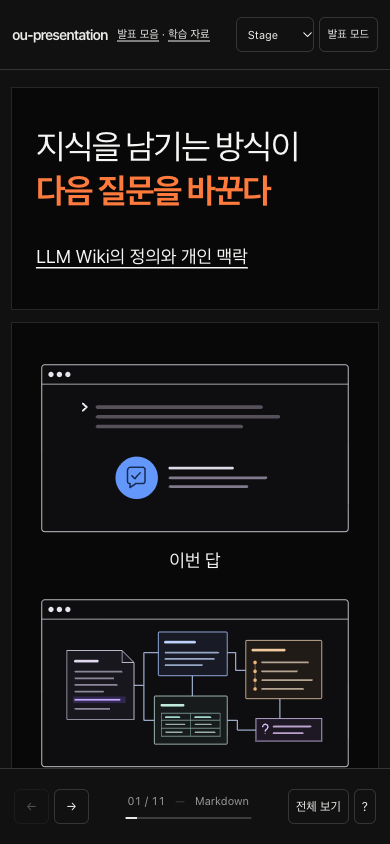 ou-presentation 발표 모음 · 학습 자료 Stage 발표 모드
지식을 남기는 방식이
다음 질문을 바꾼다
LLM Wiki의 정의와 개인 맥락
이번 답
?
← → 01 / 11 — Markdown 전체 보기 ?